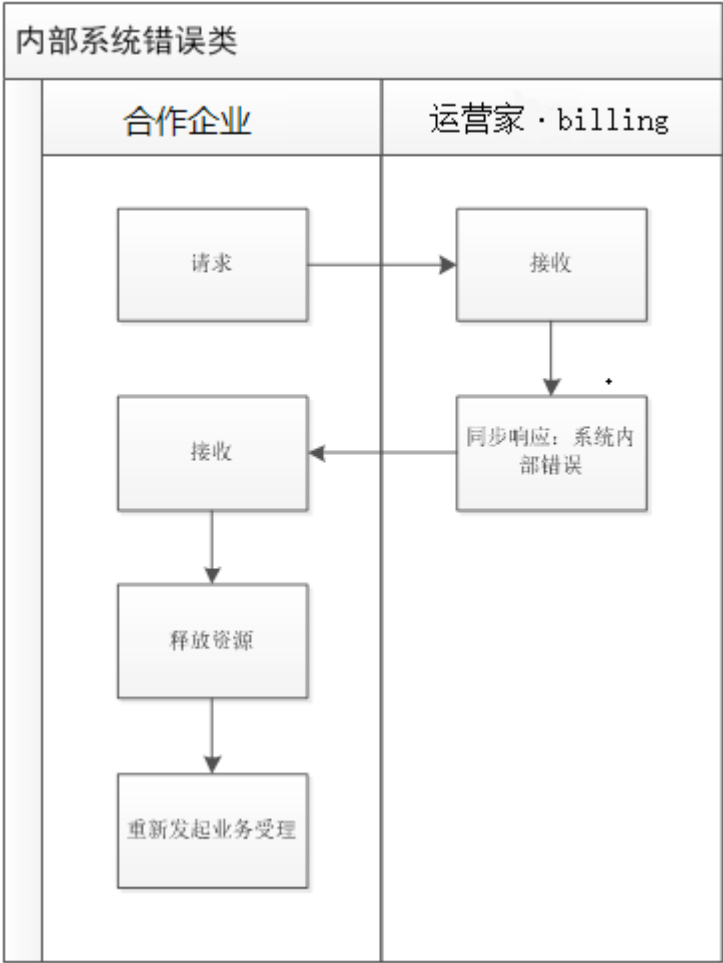 内部系统错误类
合作企业
运营家·billing
请求
接收
接收
同步响应：系统内
部错误
释放资源
重新发起业务受理